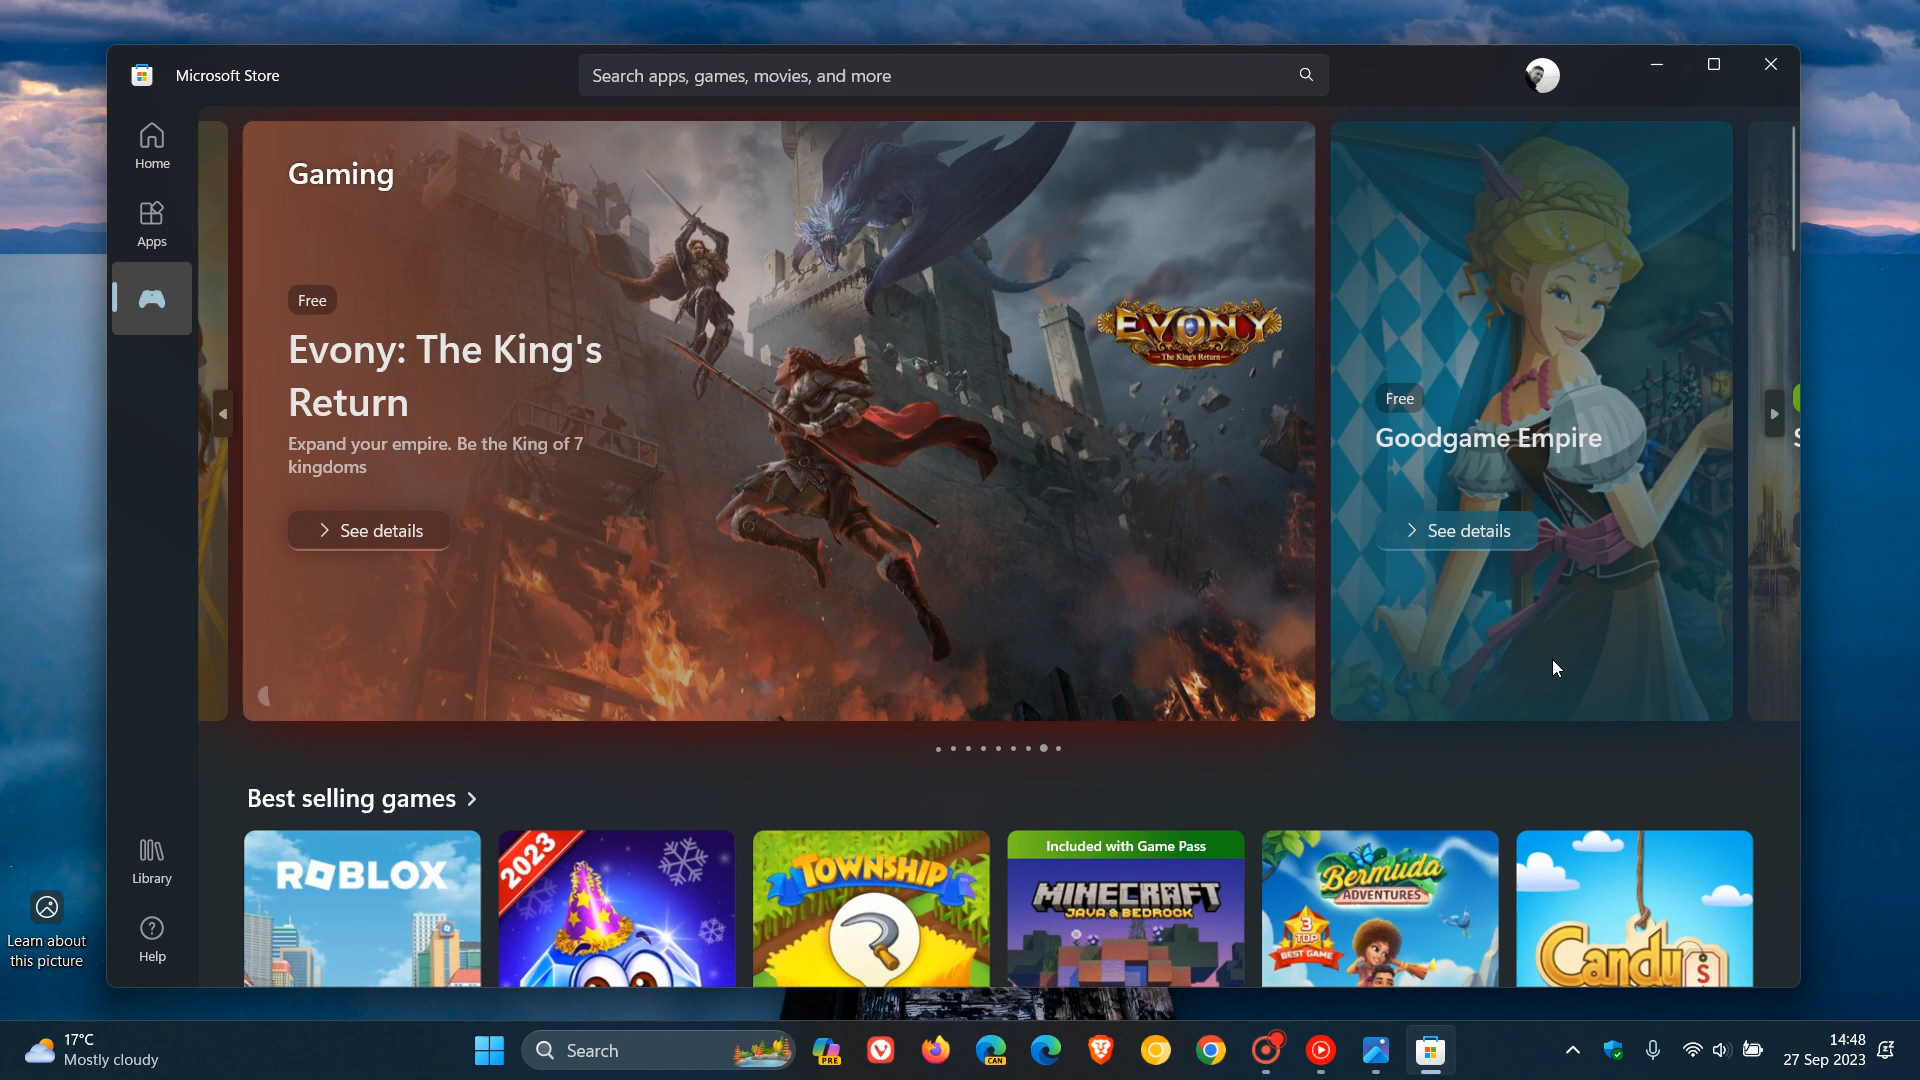 Microsoft Store
Search apps, games, movies, and more
Home
Apps
Library
Help
Gaming
Free
Evony: The King's
Return
Expand your empire. Be the King of 7
kingdoms
See details
EVONY
The King's Return
Free
Goodgame Empire
See details
S
Best selling games
ROBLOX
2023
TOWNSHIP
Included with Game Pass
MINECRAFT
JAVA & BEDROCK
Bermuda
ADVENTURES
3
TOP
BEST GAME
Candy
S
Learn about
this picture
17°C
Mostly cloudy
Search
PRE
CAN
14:48
27 Sep 2023